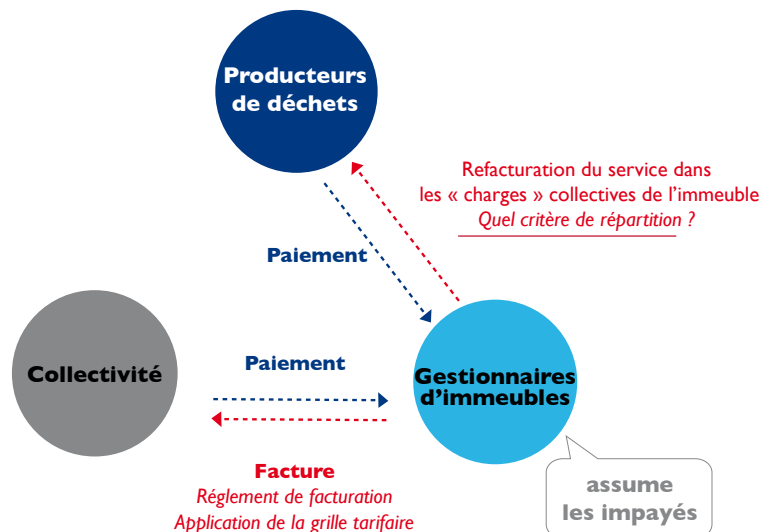 Producteurs
de déchets
Refacturation du service dans
les « charges » collectives de l’immeuble
Quel critère de répartition ?
Paiement
Collectivité
Paiement
Gestionnaires
d’immeubles
Facture
Réglement de facturation
Application de la grille tarifaire
assume
les impayés